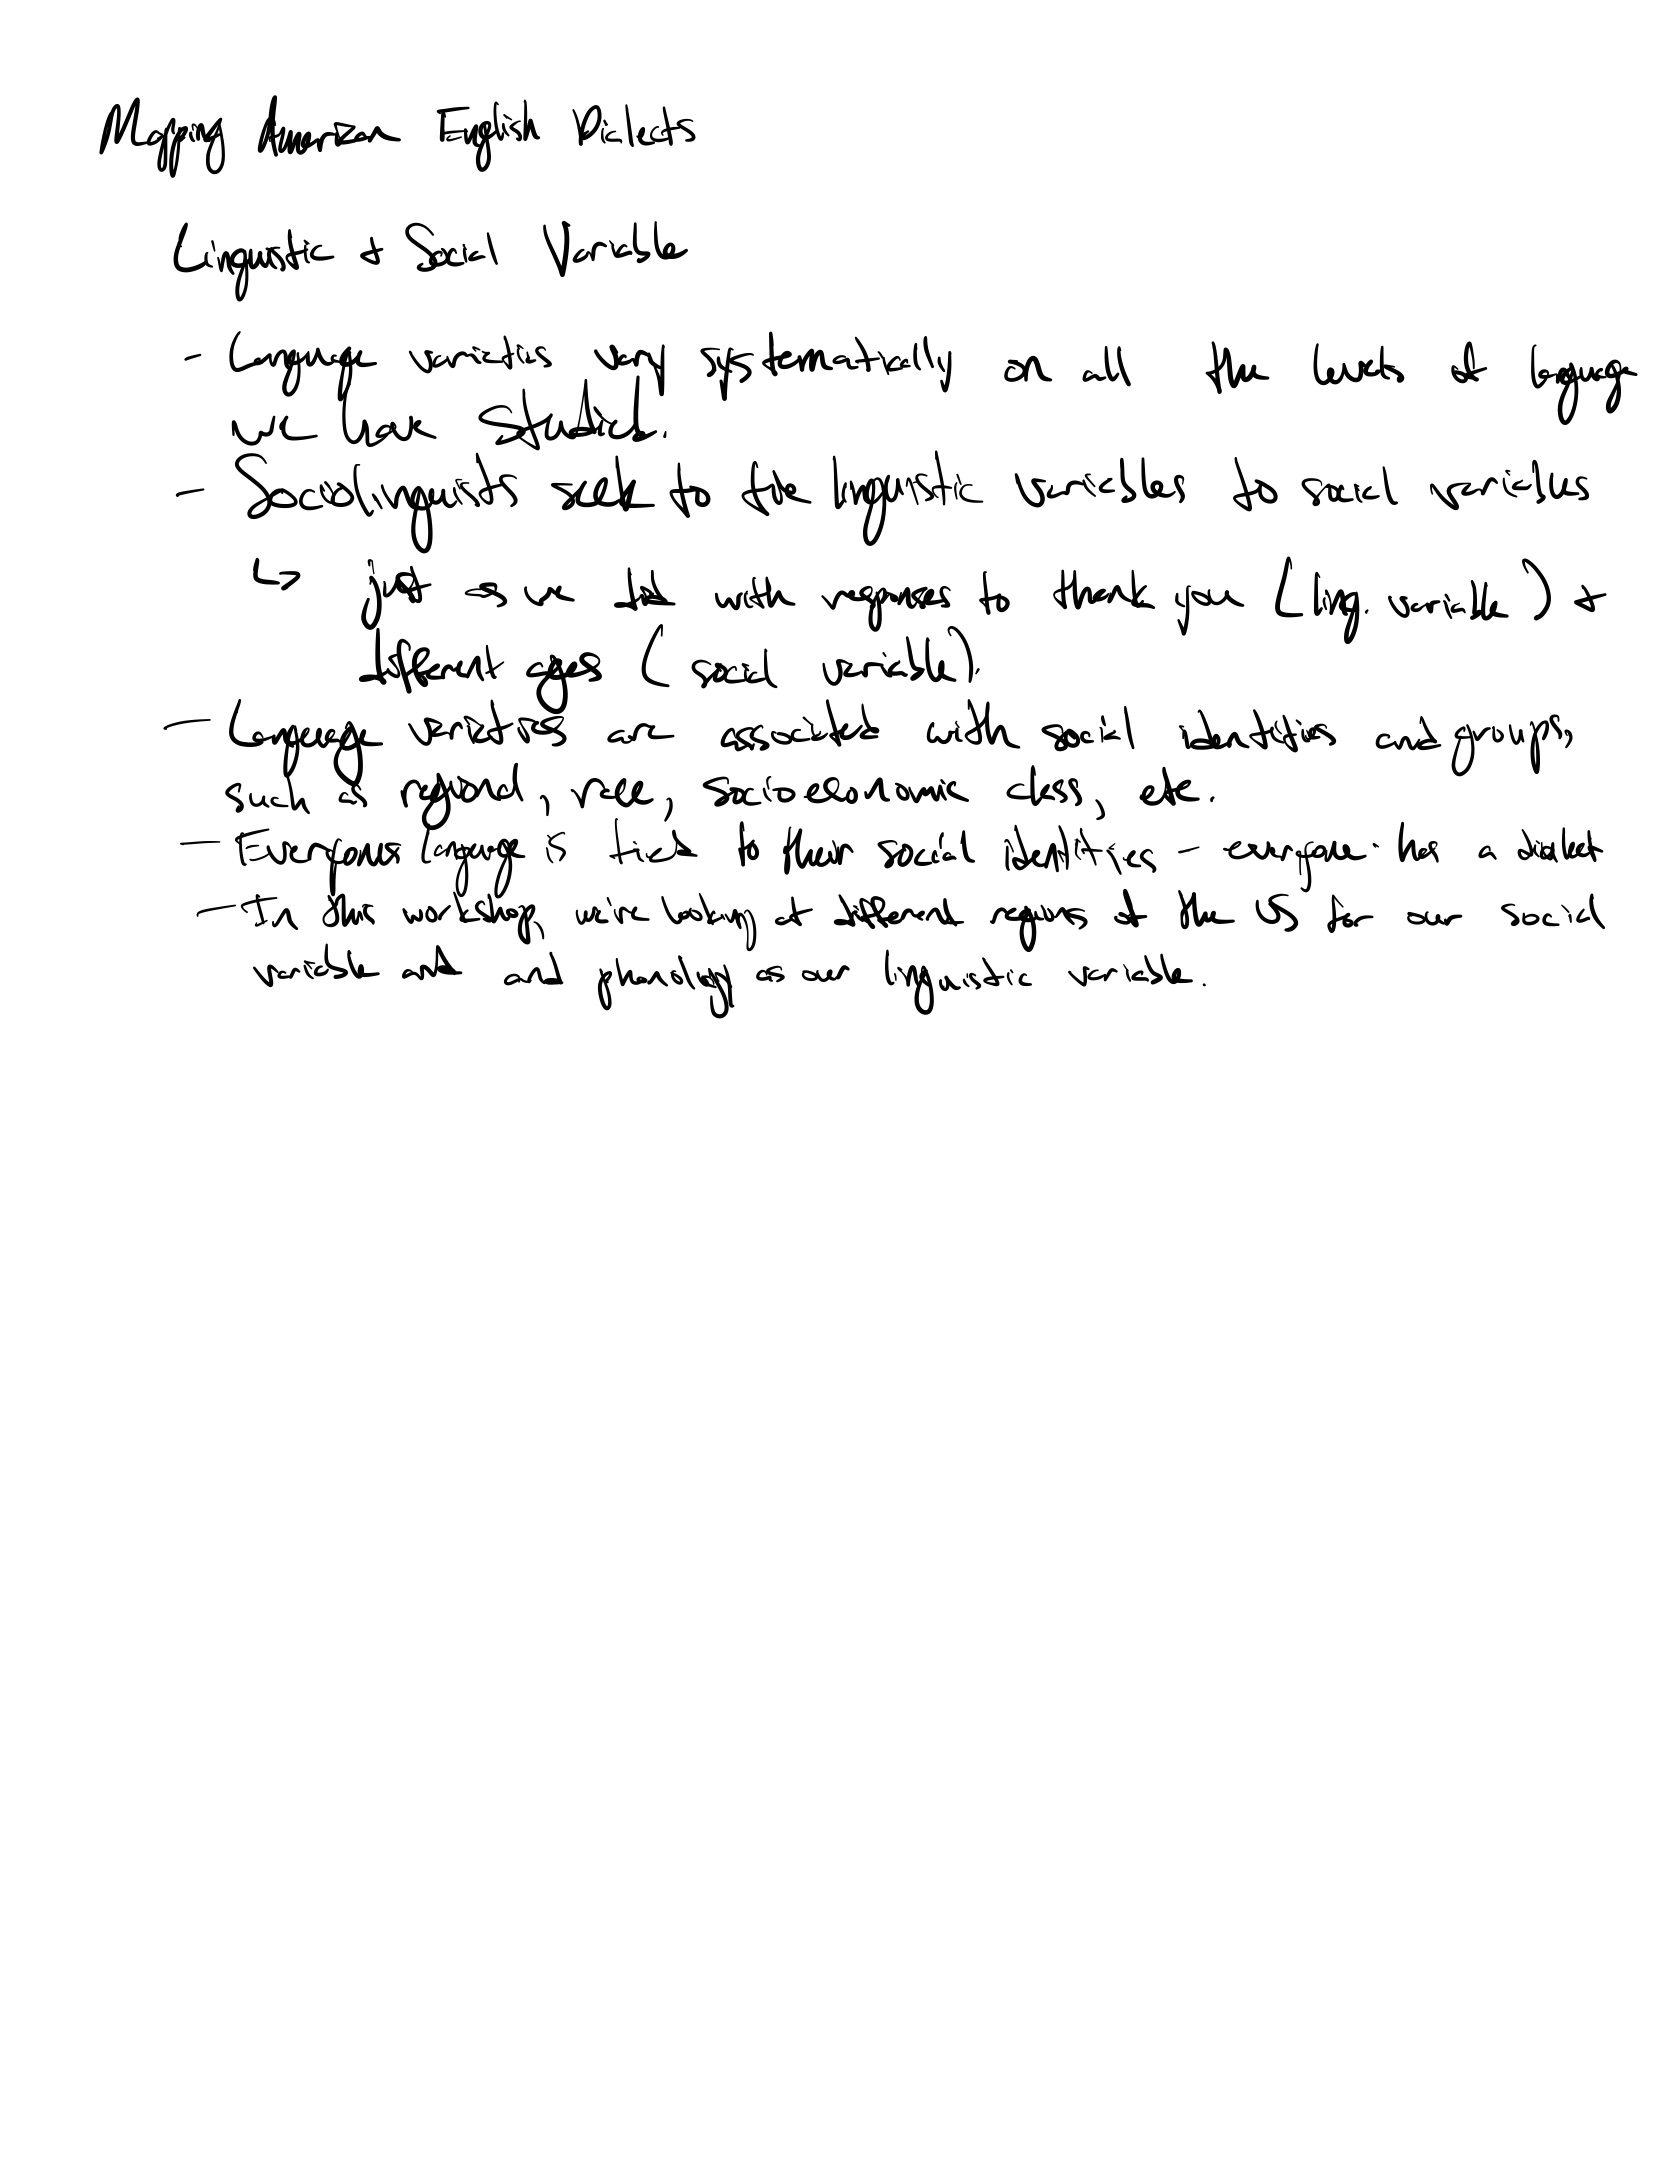 Mapping American English Dialects
Linguistic + Social Variable
- Language varieties vary systematically on all the levels of language
we have studied.
- Sociolinguists seek to tie linguistic variables to social variables
↳ just as we did with responses to thank you (ling. variable) +
different ages (social variable).
- Language varieties are associated with social identities and groups,
such as regional, race, socioeconomic class, etc.
- Everyones language is tied to their social identities - everyone has a dialect
- In this workshop, we're looking at different regions of the US for our social
variable and and phonology as our linguistic variable.